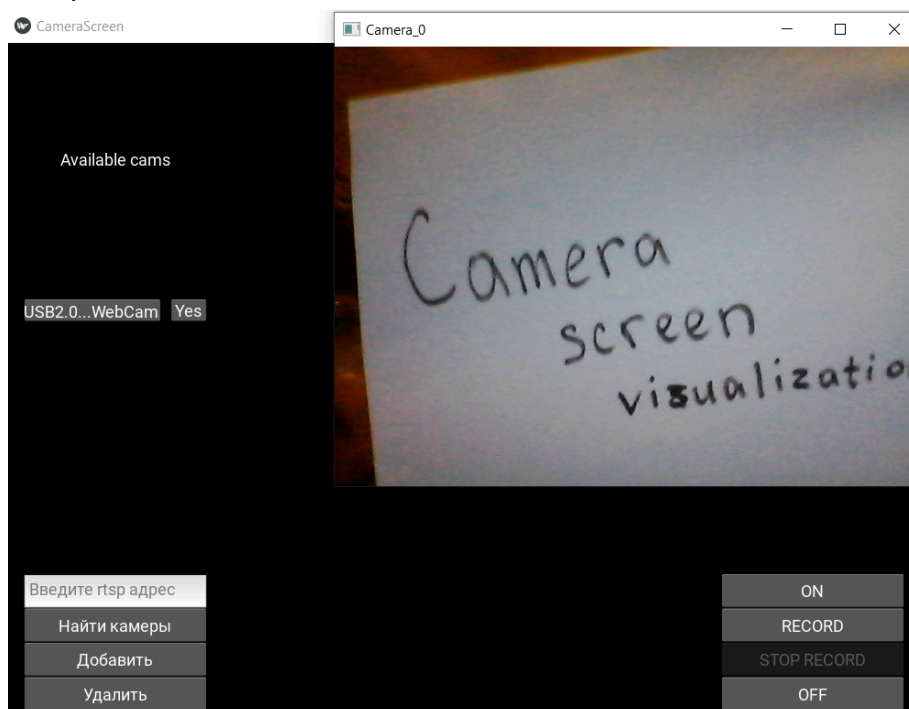 CameraScreen
Camera_0
Available cams
Camera
screen
visualizatio
USB2.0...WebCam
Yes
Введите rtsp адрес
Найти камеры
Добавить
Удалить
ON
RECORD
STOP RECORD
OFF